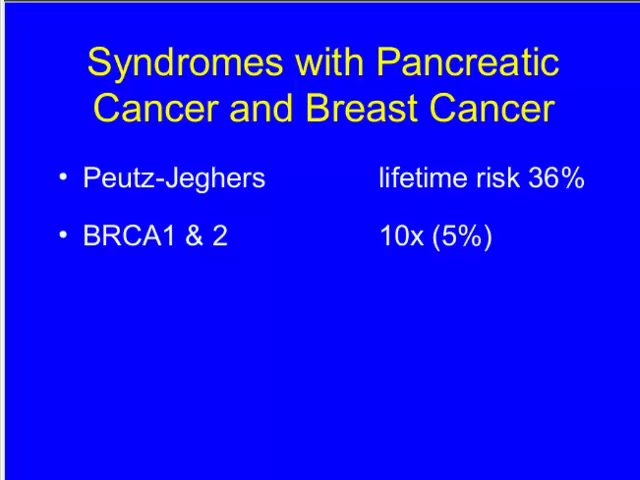 Syndromes with Pancreatic
Cancer and Breast Cancer
• Peutz-Jeghers lifetime risk 36%
• BRCA1 & 2 10x (5%)